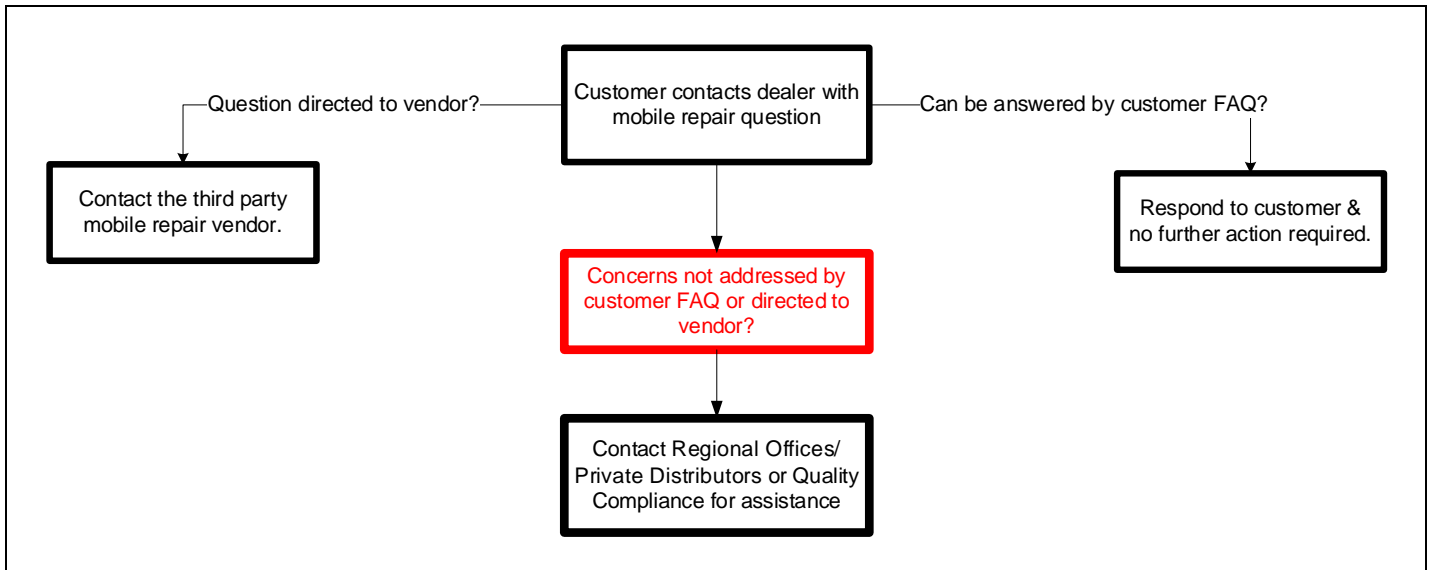 Customer contacts dealer with
mobile repair question
Question directed to vendor?
Can be answered by customer FAQ?
Contact the third party
mobile repair vendor.
Respond to customer &
no further action required.
Concerns not addressed by
customer FAQ or directed to
vendor?
Contact Regional Offices/
Private Distributors or Quality
Compliance for assistance